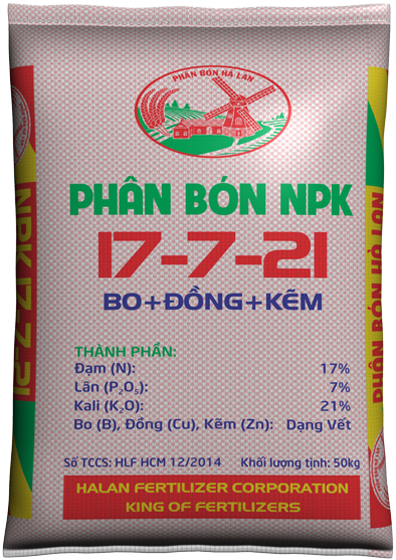 PHÂN BÓN HÀ LAN
PHÂN BÓN NPK
17-7-21
BO+ĐỒNG+KẼM
THÀNH PHẦN:
Đạm (N): 17%
Lân (P₂O₅): 7%
Kali (K₂O): 21%
Bo (B), Đồng (Cu), Kẽm (Zn): Dạng Vết
Số TCCS: HLF HCM 12/2014 Khối lượng tịnh: 50kg
HALAN FERTILIZER CORPORATION
KING OF FERTILIZERS
NPK 17-7-21
PHÂN BÓN HÀ LAN